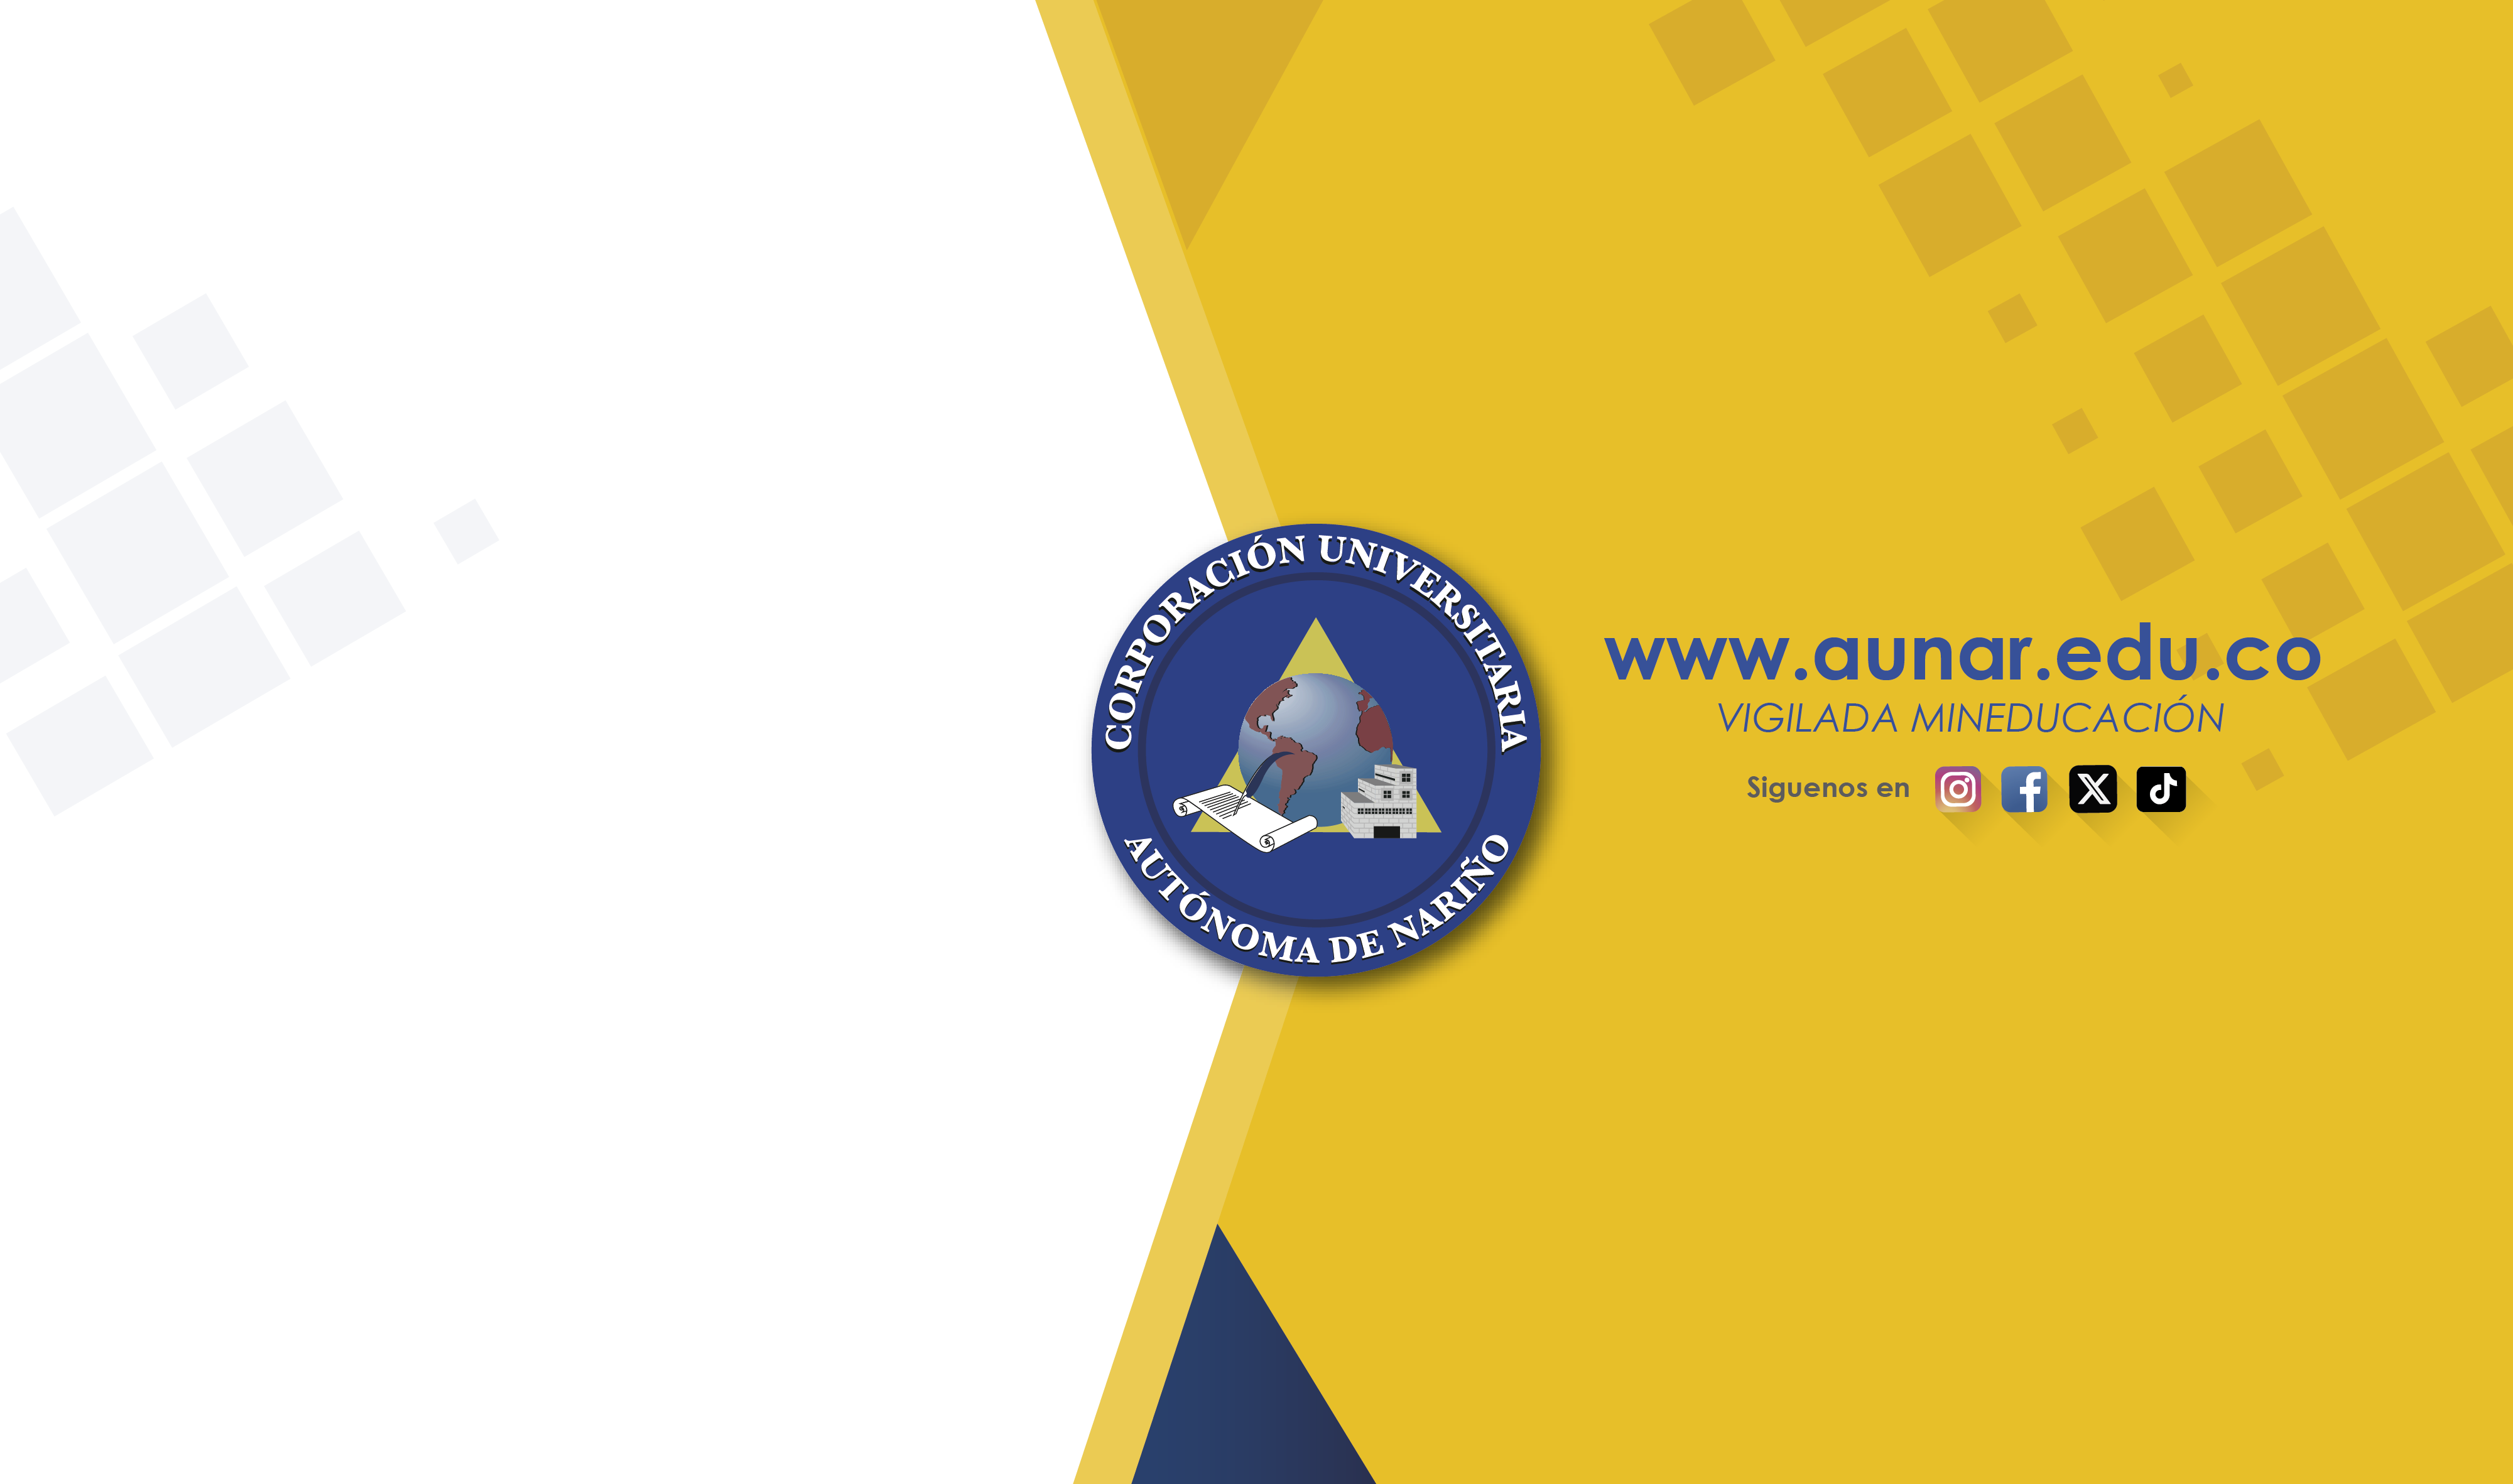 CORPORACIÓN UNIVERSITARIA
AUTÓNOMA DE NARIÑO
www.aunar.edu.co
VIGILADA MINEDUCACIÓN
Siguenos en